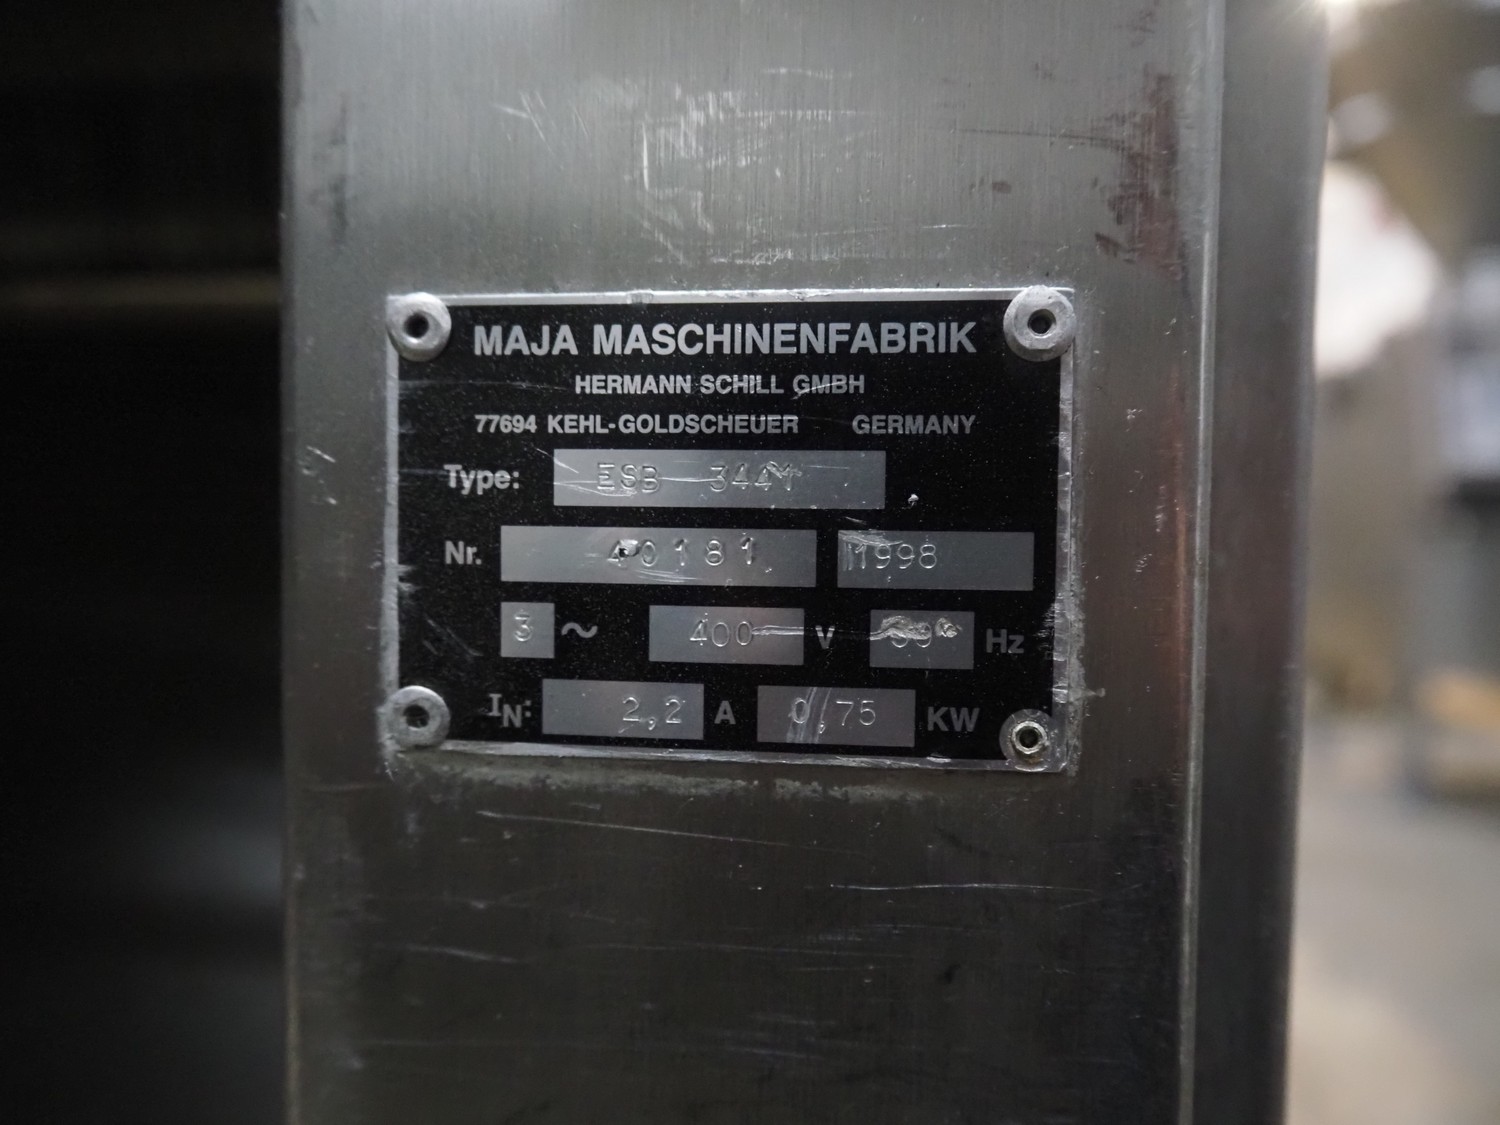 MAJA MASCHINENFABRIK
HERMANN SCHILL GMBH
77694 KEHL-GOLDSCHEUER GERMANY
Type: ESB 3441
Nr. 40181 1998
3 ~ 400 V Hz
IN: 2,2 A 0,75 KW